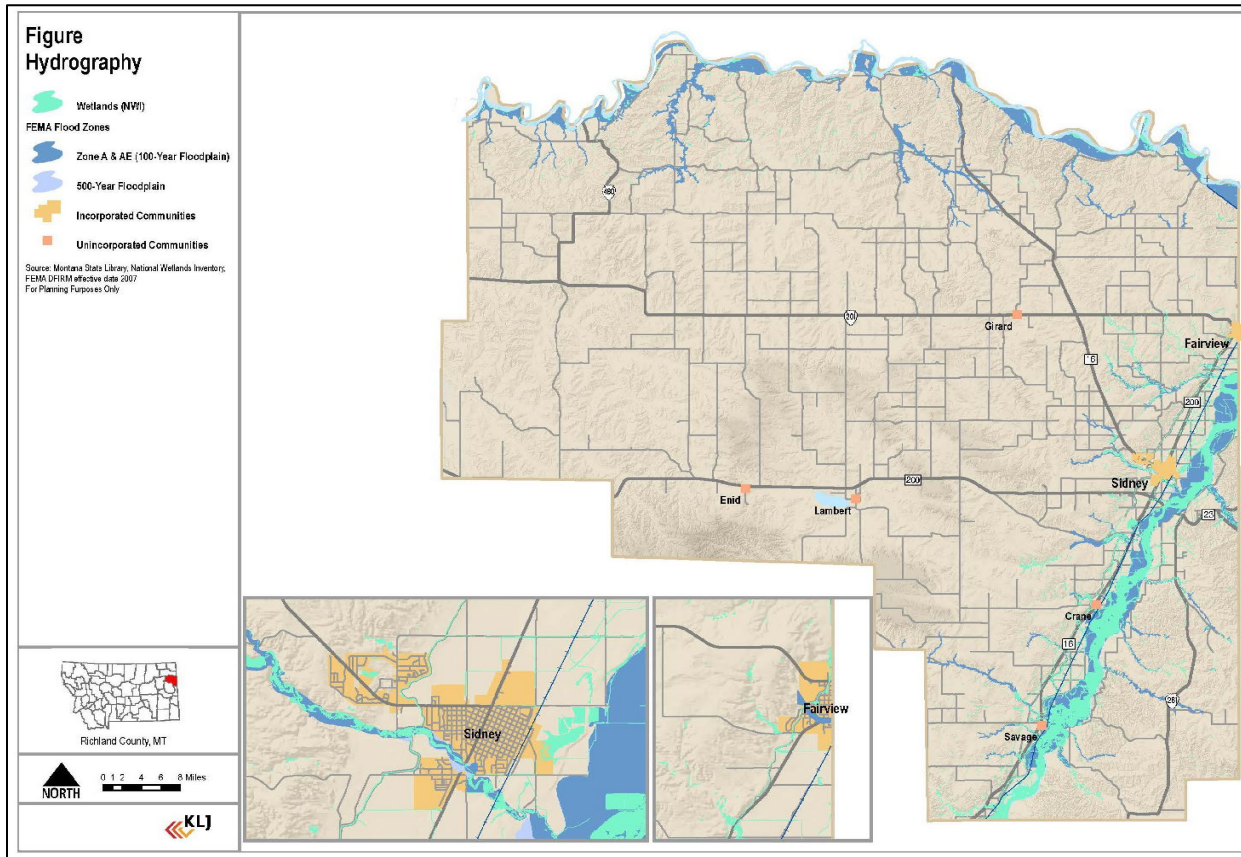 Figure
Hydrography
Wetlands (NWI)
FEMA Flood Zones
Zone A & AE (100-Year Floodplain)
500-Year Floodplain
Incorporated Communities
Unincorporated Communities
Source: Montana State Library, National Wetlands Inventory,
FEMA DFIRM effective date 2007
For Planning Purposes Only
Richland County, MT
NORTH
0 1 2 4 6 8 Miles
KLJ
480
201
Girard
Fairview
16
200
Sidney
200
Enid
Lambert
23
Crane
16
261
Savage
Sidney
Fairview